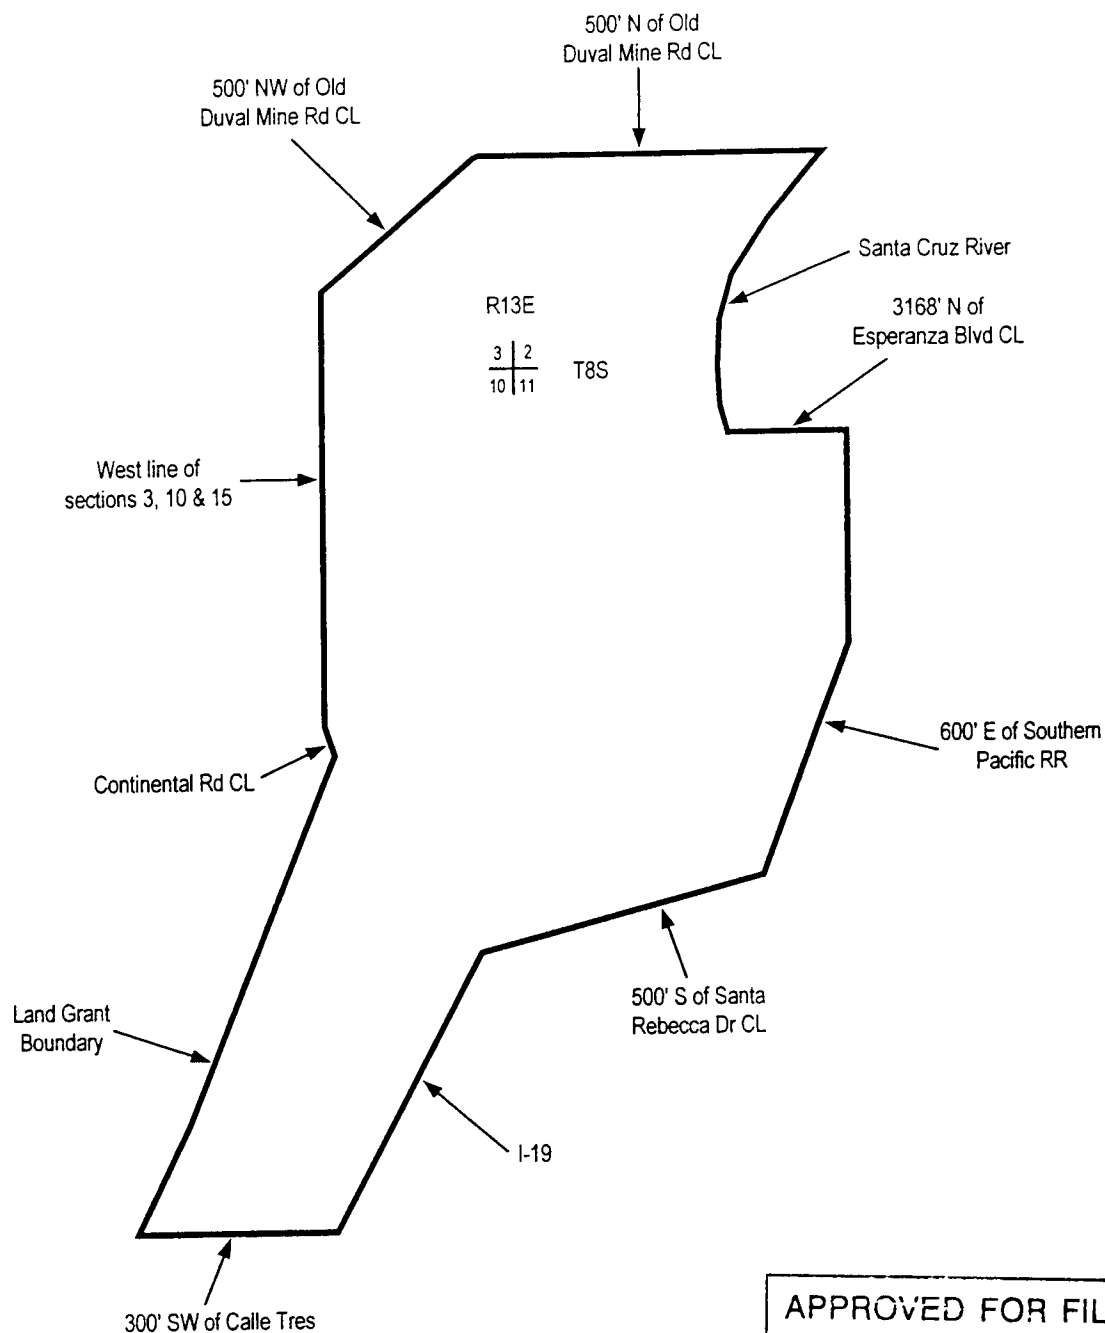 500' N of Old
Duval Mine Rd CL
500' NW of Old
Duval Mine Rd CL
Santa Cruz River
3168' N of
Esperanza Blvd CL
R13E
3 2
10 11
T8S
West line of
sections 3, 10 & 15
600' E of Southern
Pacific RR
Continental Rd CL
500' S of Santa
Rebecca Dr CL
Land Grant
Boundary
I-19
300' SW of Calle Tres
APPROVED FOR FIL